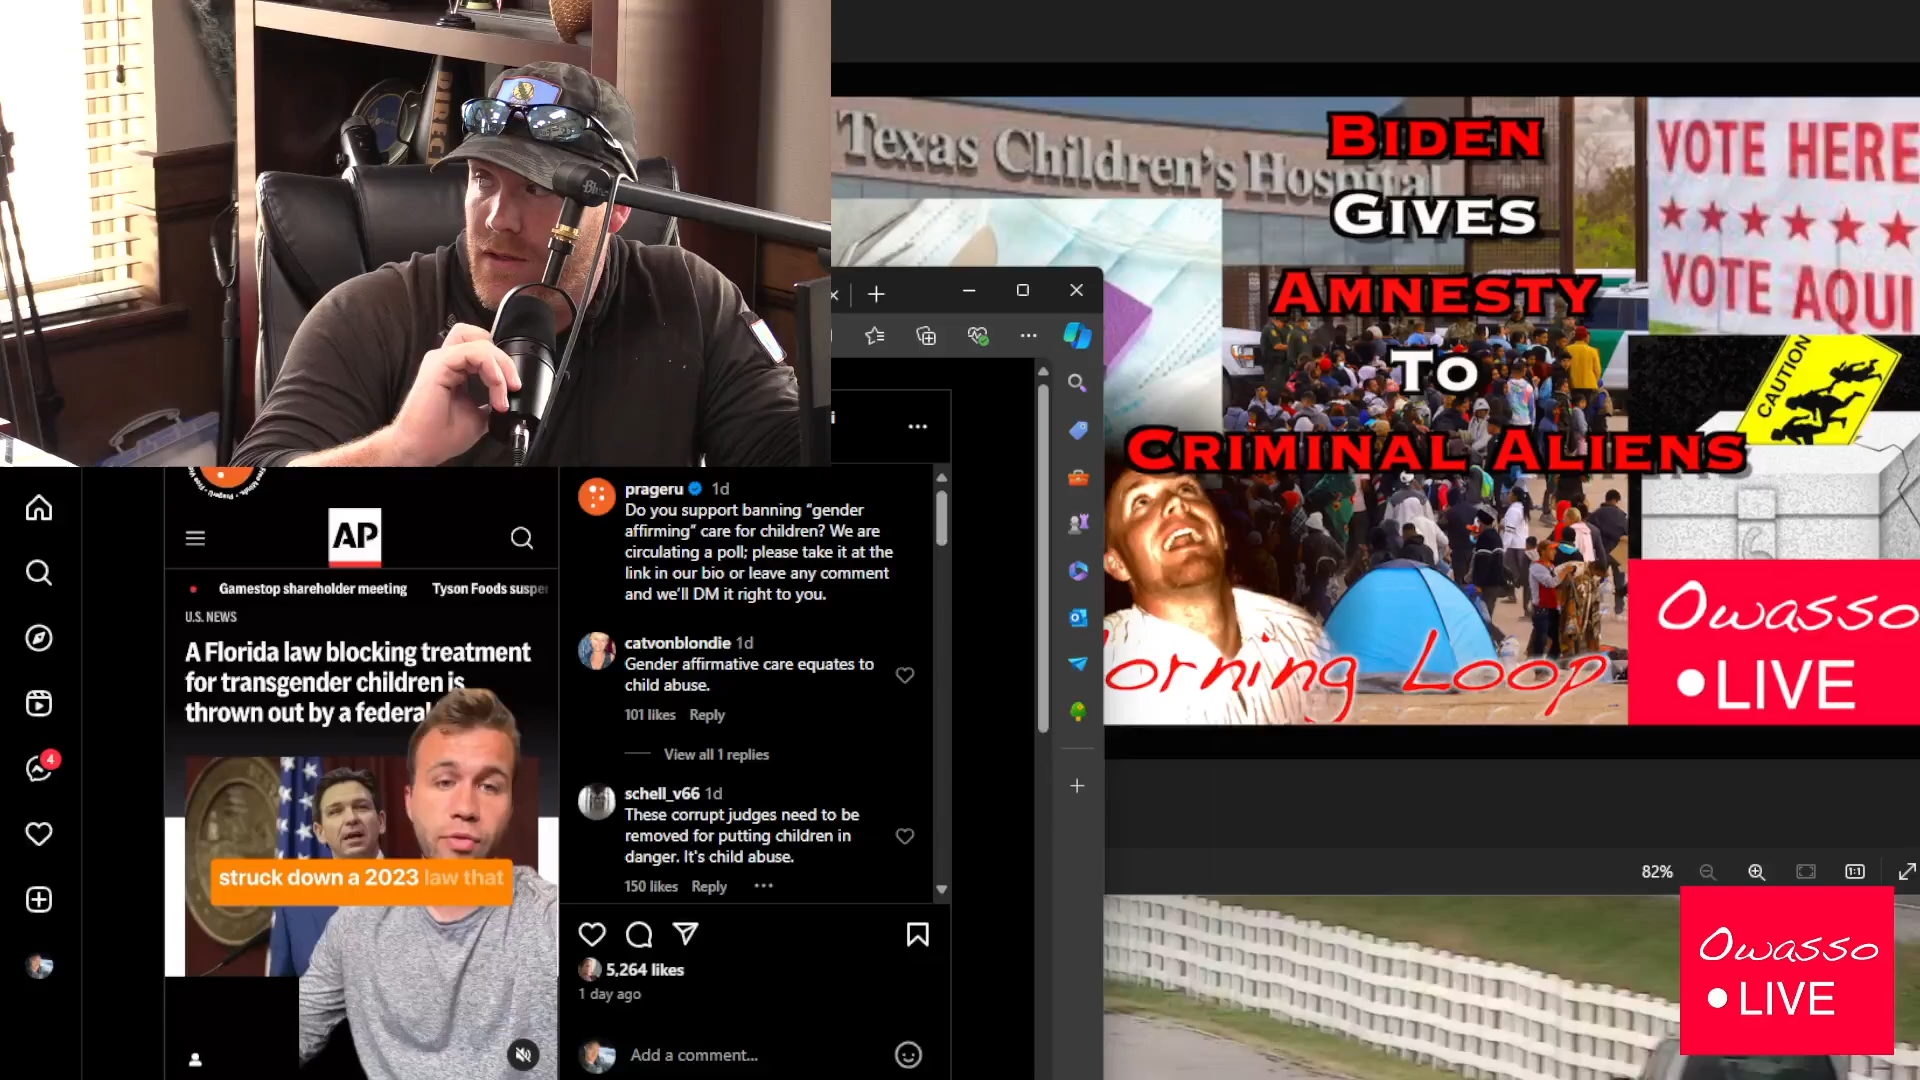 DIREC
Blue
Texas Children's Hospital
BIDEN
GIVES
AMNESTY
TO
CRIMINAL ALIENS
VOTE HERE
VOTE AQUI
CAUTION
orning Loop
Owasso
LIVE
AP
Gamestop shareholder meeting
Tyson Foods suspe
U.S. NEWS
A Florida law blocking treatment
for transgender children is
thrown out by a federal
struck down a 2023 law that
4
prageru 1d
Do you support banning “gender
affirming” care for children? We are
circulating a poll; please take it at the
link in our bio or leave any comment
and we’ll DM it right to you.
catvonblondie 1d
Gender affirmative care equates to
child abuse.
101 likes Reply
View all 1 replies
schell_v66 1d
These corrupt judges need to be
removed for putting children in
danger. It's child abuse.
150 likes Reply
5,264 likes
1 day ago
Add a comment...
82%
1:1
Owasso
LIVE